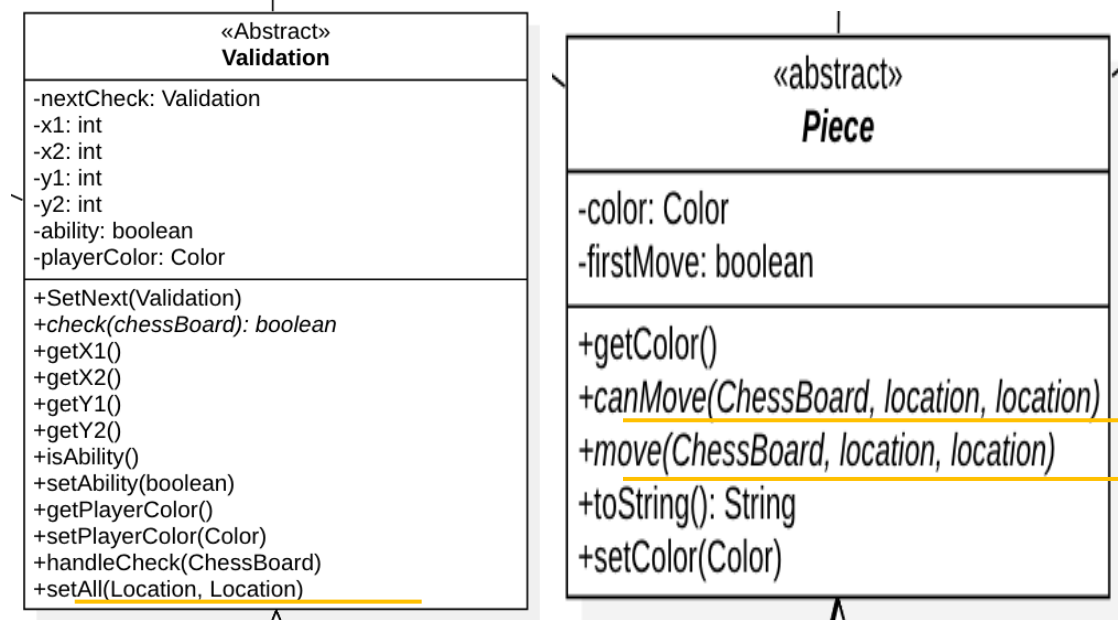 «Abstract»
Validation
-nextCheck: Validation
-x1: int
-x2: int
-y1: int
-y2: int
-ability: boolean
-playerColor: Color
+SetNext(Validation)
+check(chessBoard): boolean
+getX1()
+getX2()
+getY1()
+getY2()
+isAbility()
+setAbility(boolean)
+getPlayerColor()
+setPlayerColor(Color)
+handleCheck(ChessBoard)
+setAll(Location, Location)
«abstract»
Piece
-color: Color
-firstMove: boolean
+getColor()
+canMove(ChessBoard, location, location)
+move(ChessBoard, location, location)
+toString(): String
+setColor(Color)